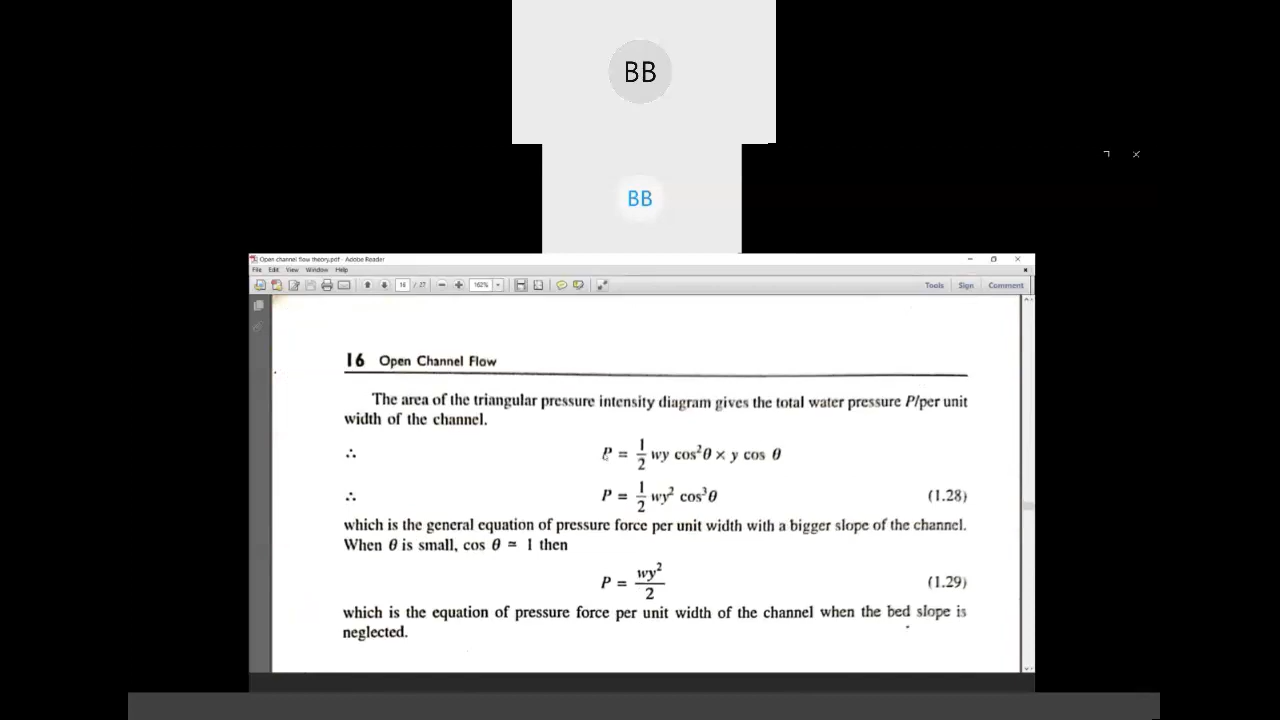 BB
BB
Open channel flow theory.pdf - Adobe Reader
File Edit View Window Help
16 / 27 162% Tools Sign Comment
16 Open Channel Flow
The area of the triangular pressure intensity diagram gives the total water pressure P/per unit
width of the channel.
∴ P = 1/2 wy cos²θ × y cos θ
∴ P = 1/2 wy² cos³θ (1.28)
which is the general equation of pressure force per unit width with a bigger slope of the channel.
When θ is small, cos θ ≃ 1 then
P = wy²/2 (1.29)
which is the equation of pressure force per unit width of the channel when the bed slope is
neglected.